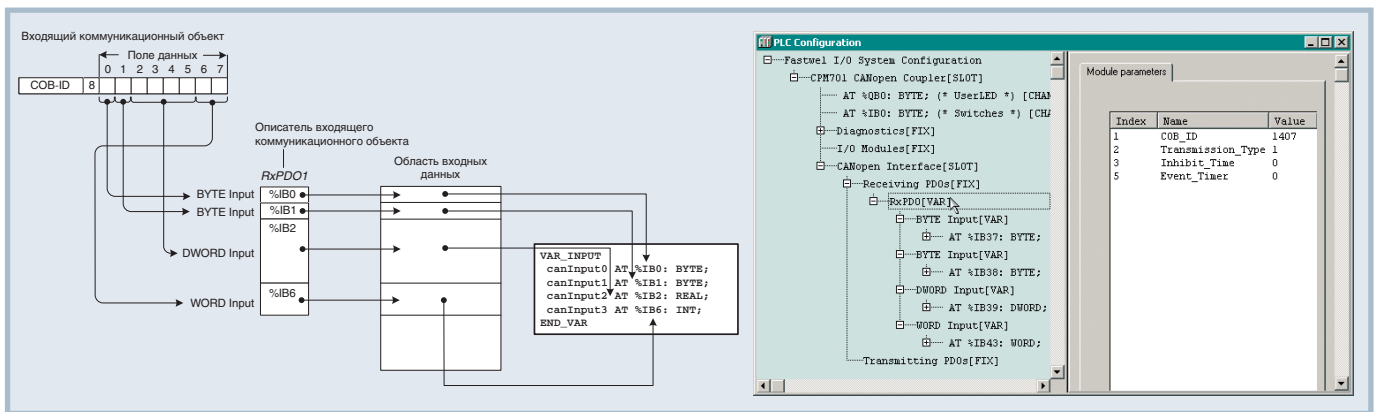 Входящий коммуникационный объект
Поле данных
0 1 2 3 4 5 6 7
COB-ID 8
Описатель входящего
коммуникационного объекта
RxPDO1
Область входных
данных
BYTE Input %IB0
BYTE Input %IB1
%IB2
DWORD Input
WORD Input %IB6
VAR_INPUT
canInput0 AT %IB0: BYTE;
canInput1 AT %IB1: BYTE;
canInput2 AT %IB2: REAL;
canInput3 AT %IB6: INT;
END_VAR
PLC Configuration
Fastwel I/O System Configuration
CPM701 CANopen Coupler[SLOT]
AT %QB0: BYTE; (* UserLED *) [CHA
AT %IB0: BYTE; (* Switches *) [CHA
Diagnostics[FIX]
I/O Modules[FIX]
CANopen Interface[SLOT]
Receiving PDOs[FIX]
RxPDO[VAR]
BYTE Input[VAR]
AT %IB37: BYTE;
BYTE Input[VAR]
AT %IB38: BYTE;
DWORD Input[VAR]
AT %IB39: DWORD;
WORD Input[VAR]
AT %IB43: WORD;
Transmitting PDOs[FIX]
Module parameters
Index Name Value
1 COB_ID 1407
2 Transmission_Type 1
3 Inhibit_Time 0
5 Event_Timer 0